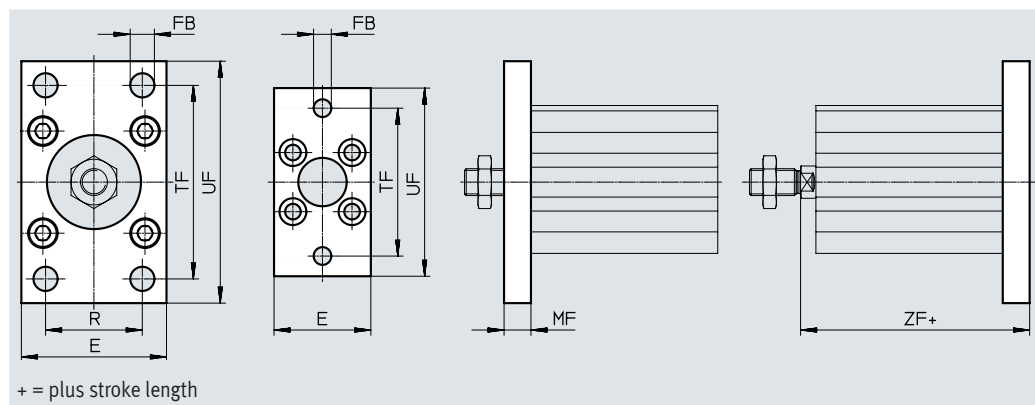 FB
TF
UF
R
E
FB
TF
UF
E
MF
ZF+
+ = plus stroke length